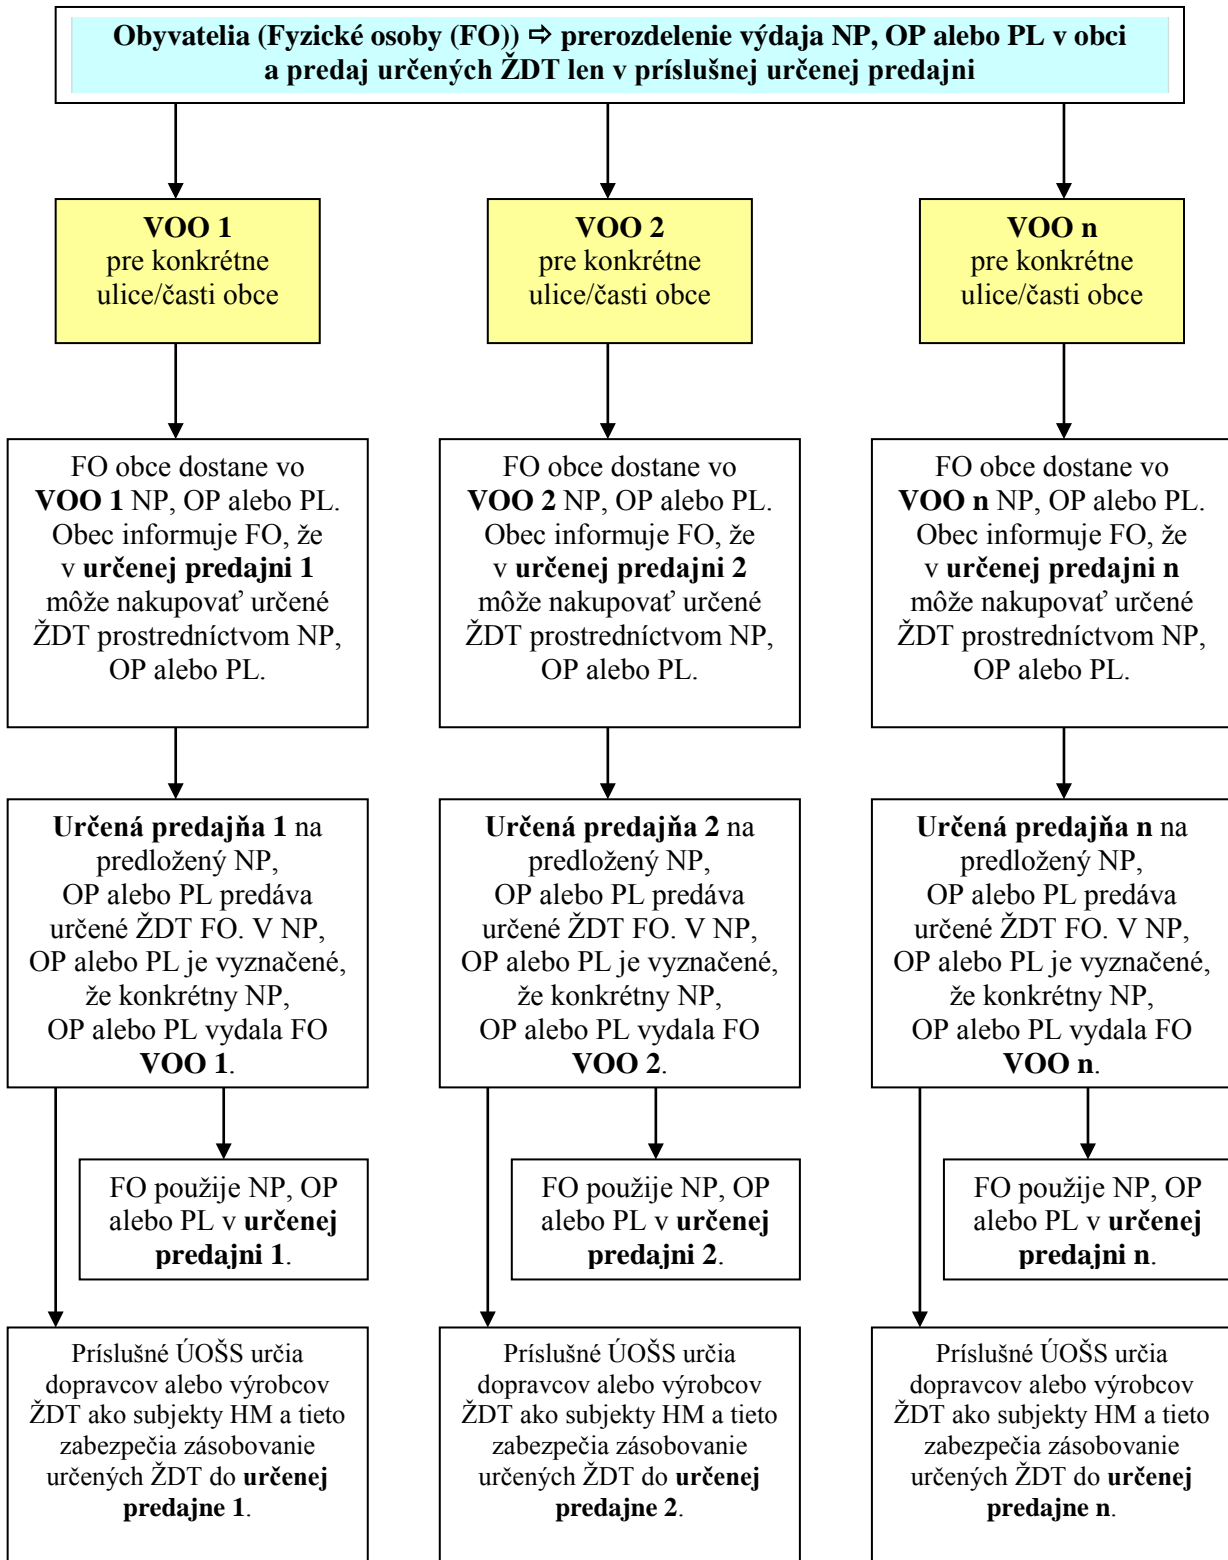 Obyvatelia (Fyzické osoby (FO)) ⇨ prerozdelenie výdaja NP, OP alebo PL v obci
a predaj určených ŽDT len v príslušnej určenej predajni
VOO 1
pre konkrétne
ulice/časti obce
FO obce dostane vo
VOO 1 NP, OP alebo PL.
Obec informuje FO, že
v určenej predajni 1
môže nakupovať určené
ŽDT prostredníctvom NP,
OP alebo PL.
Určená predajňa 1 na
predložený NP,
OP alebo PL predáva
určené ŽDT FO. V NP,
OP alebo PL je vyznačené,
že konkrétny NP,
OP alebo PL vydala FO
VOO 1.
FO použije NP, OP
alebo PL v určenej
predajni 1.
Príslušné ÚOŠS určia
dopravcov alebo výrobcov
ŽDT ako subjekty HM a tieto
zabezpečia zásobovanie
určených ŽDT do určenej
predajne 1.
VOO 2
pre konkrétne
ulice/časti obce
FO obce dostane vo
VOO 2 NP, OP alebo PL.
Obec informuje FO, že
v určenej predajni 2
môže nakupovať určené
ŽDT prostredníctvom NP,
OP alebo PL.
Určená predajňa 2 na
predložený NP,
OP alebo PL predáva
určené ŽDT FO. V NP,
OP alebo PL je vyznačené,
že konkrétny NP,
OP alebo PL vydala FO
VOO 2.
FO použije NP, OP
alebo PL v určenej
predajni 2.
Príslušné ÚOŠS určia
dopravcov alebo výrobcov
ŽDT ako subjekty HM a tieto
zabezpečia zásobovanie
určených ŽDT do určenej
predajne 2.
VOO n
pre konkrétne
ulice/časti obce
FO obce dostane vo
VOO n NP, OP alebo PL.
Obec informuje FO, že
v určenej predajni n
môže nakupovať určené
ŽDT prostredníctvom NP,
OP alebo PL.
Určená predajňa n na
predložený NP,
OP alebo PL predáva
určené ŽDT FO. V NP,
OP alebo PL je vyznačené,
že konkrétny NP,
OP alebo PL vydala FO
VOO n.
FO použije NP, OP
alebo PL v určenej
predajni n.
Príslušné ÚOŠS určia
dopravcov alebo výrobcov
ŽDT ako subjekty HM a tieto
zabezpečia zásobovanie
určených ŽDT do určenej
predajne n.